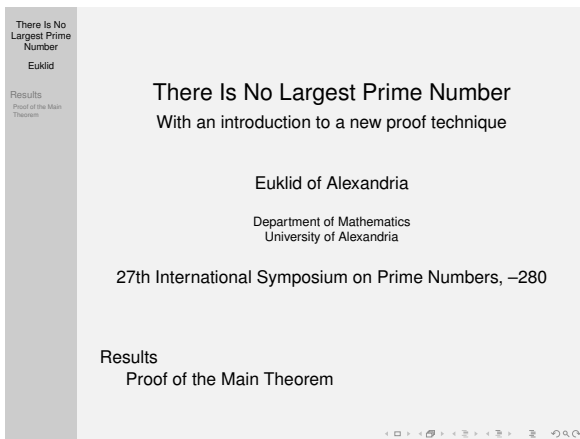 There Is No
Largest Prime
Number
Euklid
Results
Proof of the Main
Theorem
There Is No Largest Prime Number
With an introduction to a new proof technique
Euklid of Alexandria
Department of Mathematics
University of Alexandria
27th International Symposium on Prime Numbers, –280
Results
Proof of the Main Theorem